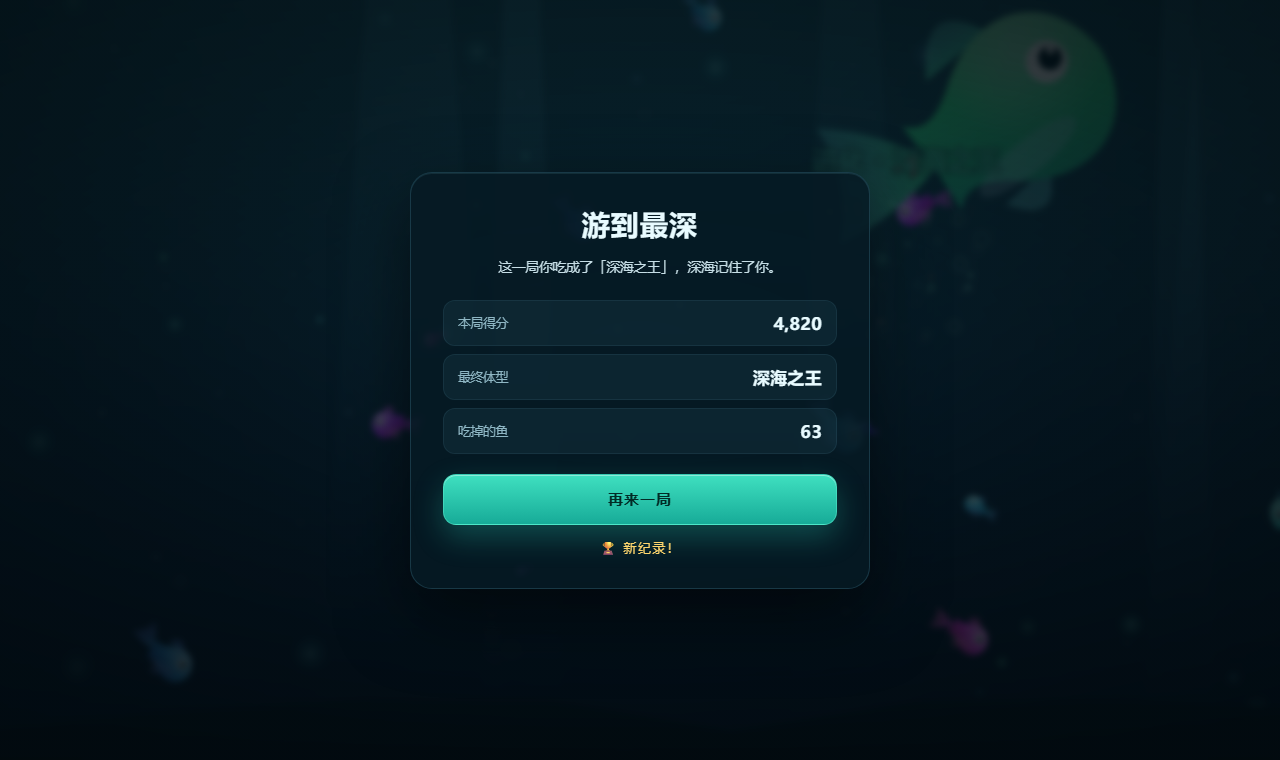 游到最深
这一局你吃成了「深海之王」，深海记住了你。
本局得分 4,820
最终体型 深海之王
吃掉的鱼 63
再来一局
🏆 新纪录！